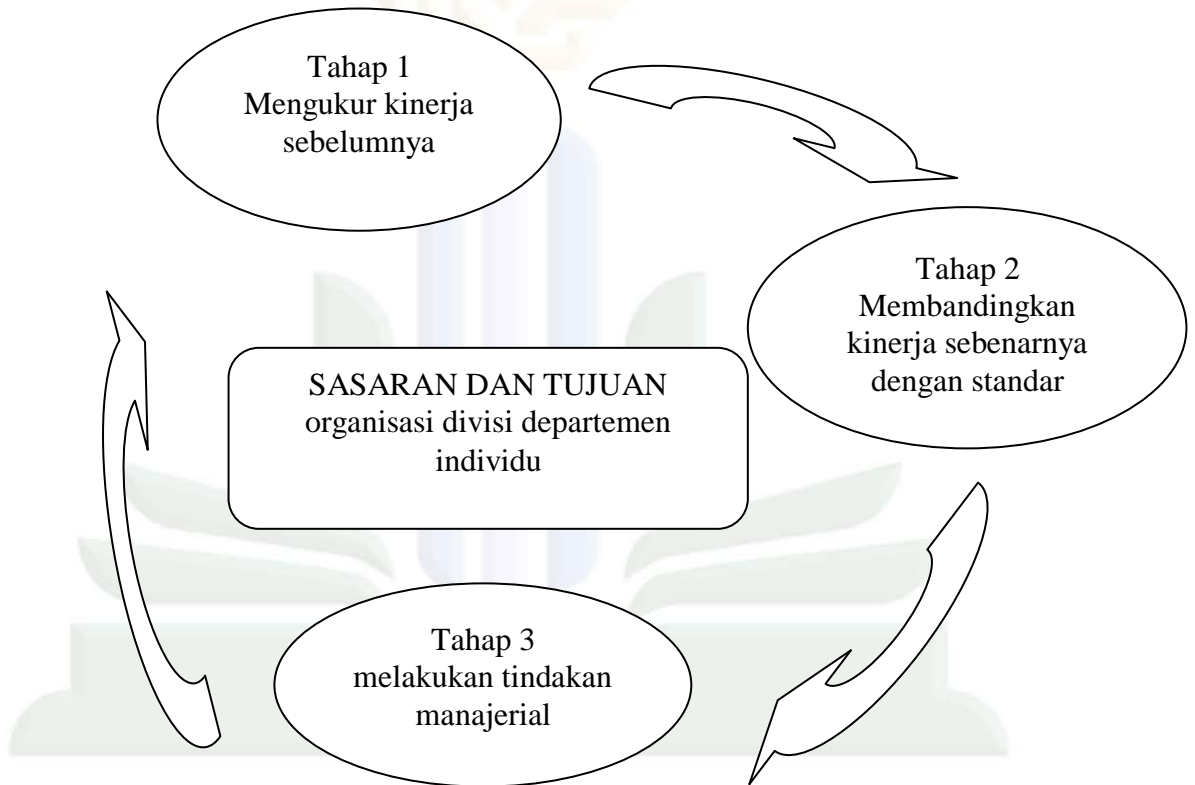 Tahap 1
Mengukur kinerja
sebelumnya
Tahap 2
Membandingkan
kinerja sebenarnya
dengan standar
SASARAN DAN TUJUAN
organisasi divisi departemen
individu
Tahap 3
melakukan tindakan
manajerial